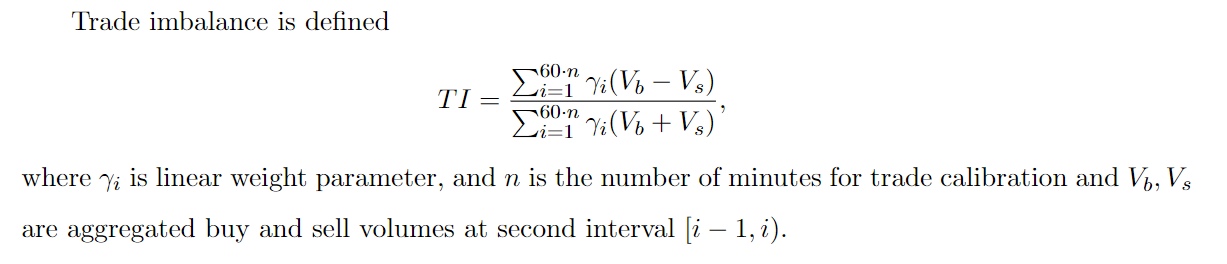 Trade imbalance is defined
TI = \frac{\sum_{i=1}^{60 \cdot n} \gamma_i (V_b - V_s)}{\sum_{i=1}^{60 \cdot n} \gamma_i (V_b + V_s)},
where γ_i is linear weight parameter, and n is the number of minutes for trade calibration and V_b, V_s
are aggregated buy and sell volumes at second interval [i − 1, i).